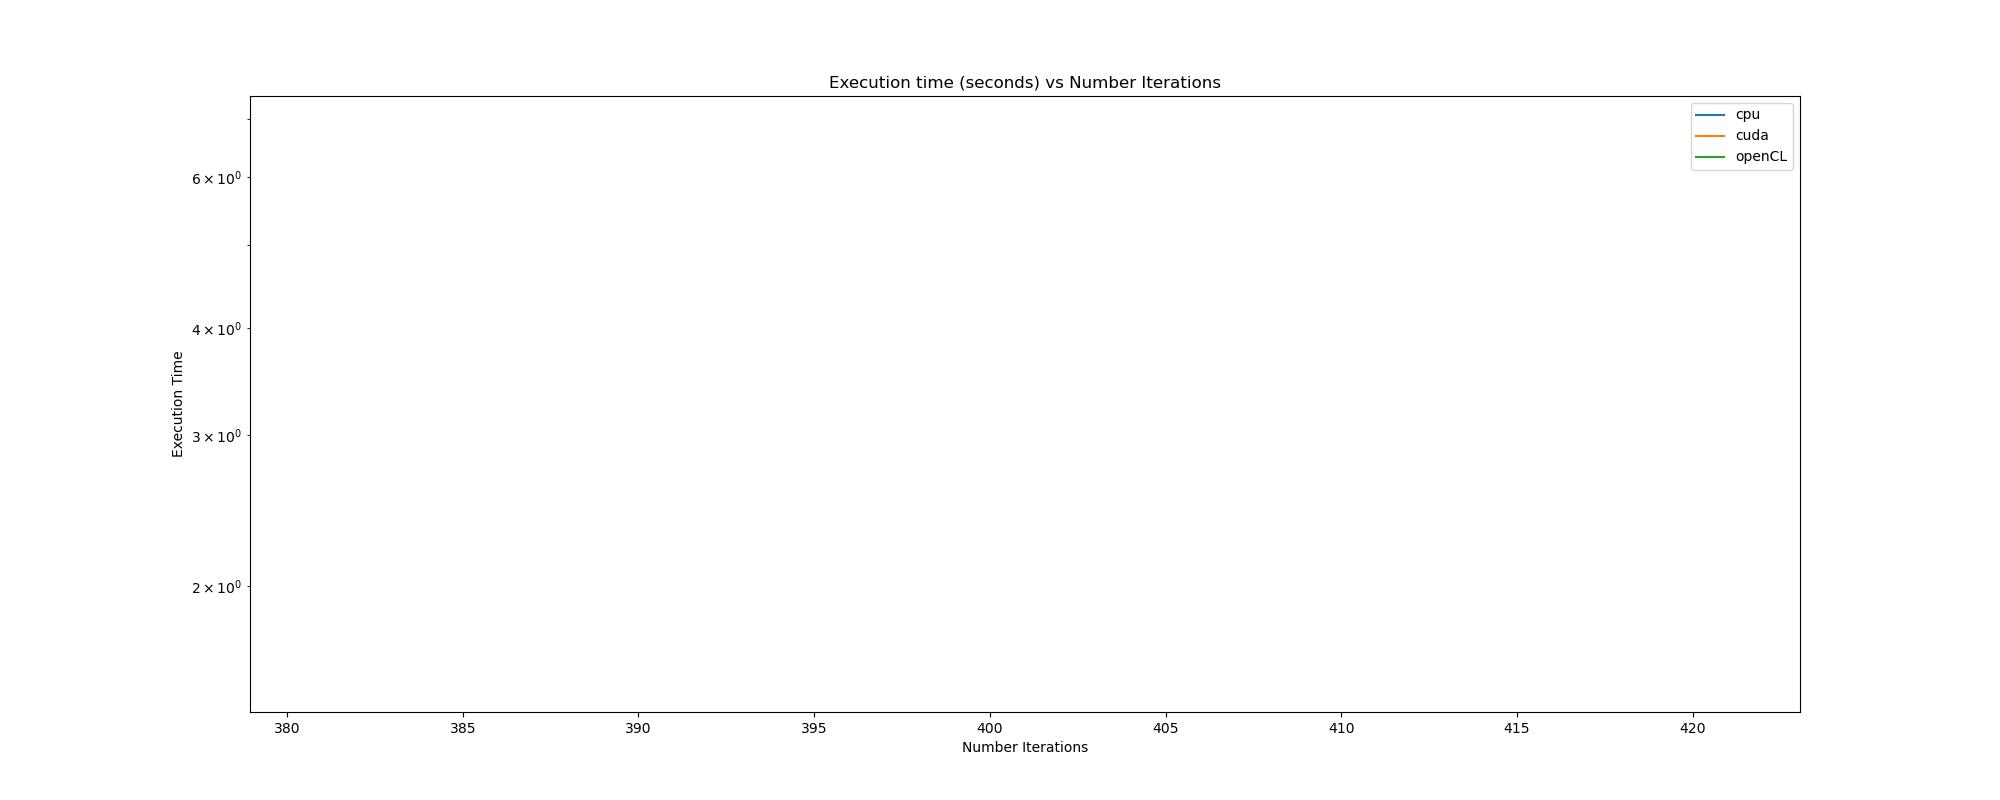 Execution time (seconds) vs Number Iterations
cpu
cuda
openCL
6 × 10⁰
4 × 10⁰
3 × 10⁰
2 × 10⁰
Execution Time
380 385 390 395 400 405 410 415 420
Number Iterations